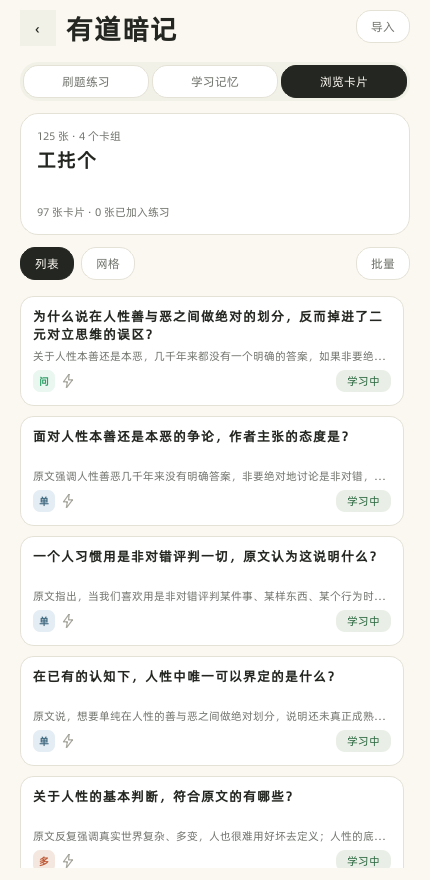 ‹ 有道暗记 导入
刷题练习 学习记忆 浏览卡片
125 张 · 4 个卡组
工扥个
97 张卡片 · 0 张已加入练习
列表 网格 批量
为什么说在人性善与恶之间做绝对的划分，反而掉进了二
元对立思维的误区？
关于人性本善还是本恶，几千年来都没有一个明确的答案，如果非要绝…
问 学习中
面对人性本善还是本恶的争论，作者主张的态度是？
原文强调人性善恶几千年来没有明确答案，非要绝对地讨论是非对错，…
单 学习中
一个人习惯用是非对错评判一切，原文认为这说明什么？
原文指出，当我们喜欢用是非对错评判某件事、某样东西、某个行为时…
单 学习中
在已有的认知下，人性中唯一可以界定的是什么？
原文说，想要单纯在人性的善与恶之间做绝对划分，说明还未真正成熟…
单 学习中
关于人性的基本判断，符合原文的有哪些？
原文反复强调真实世界复杂、多变，人也很难用好坏去定义；人性的底…
多 学习中